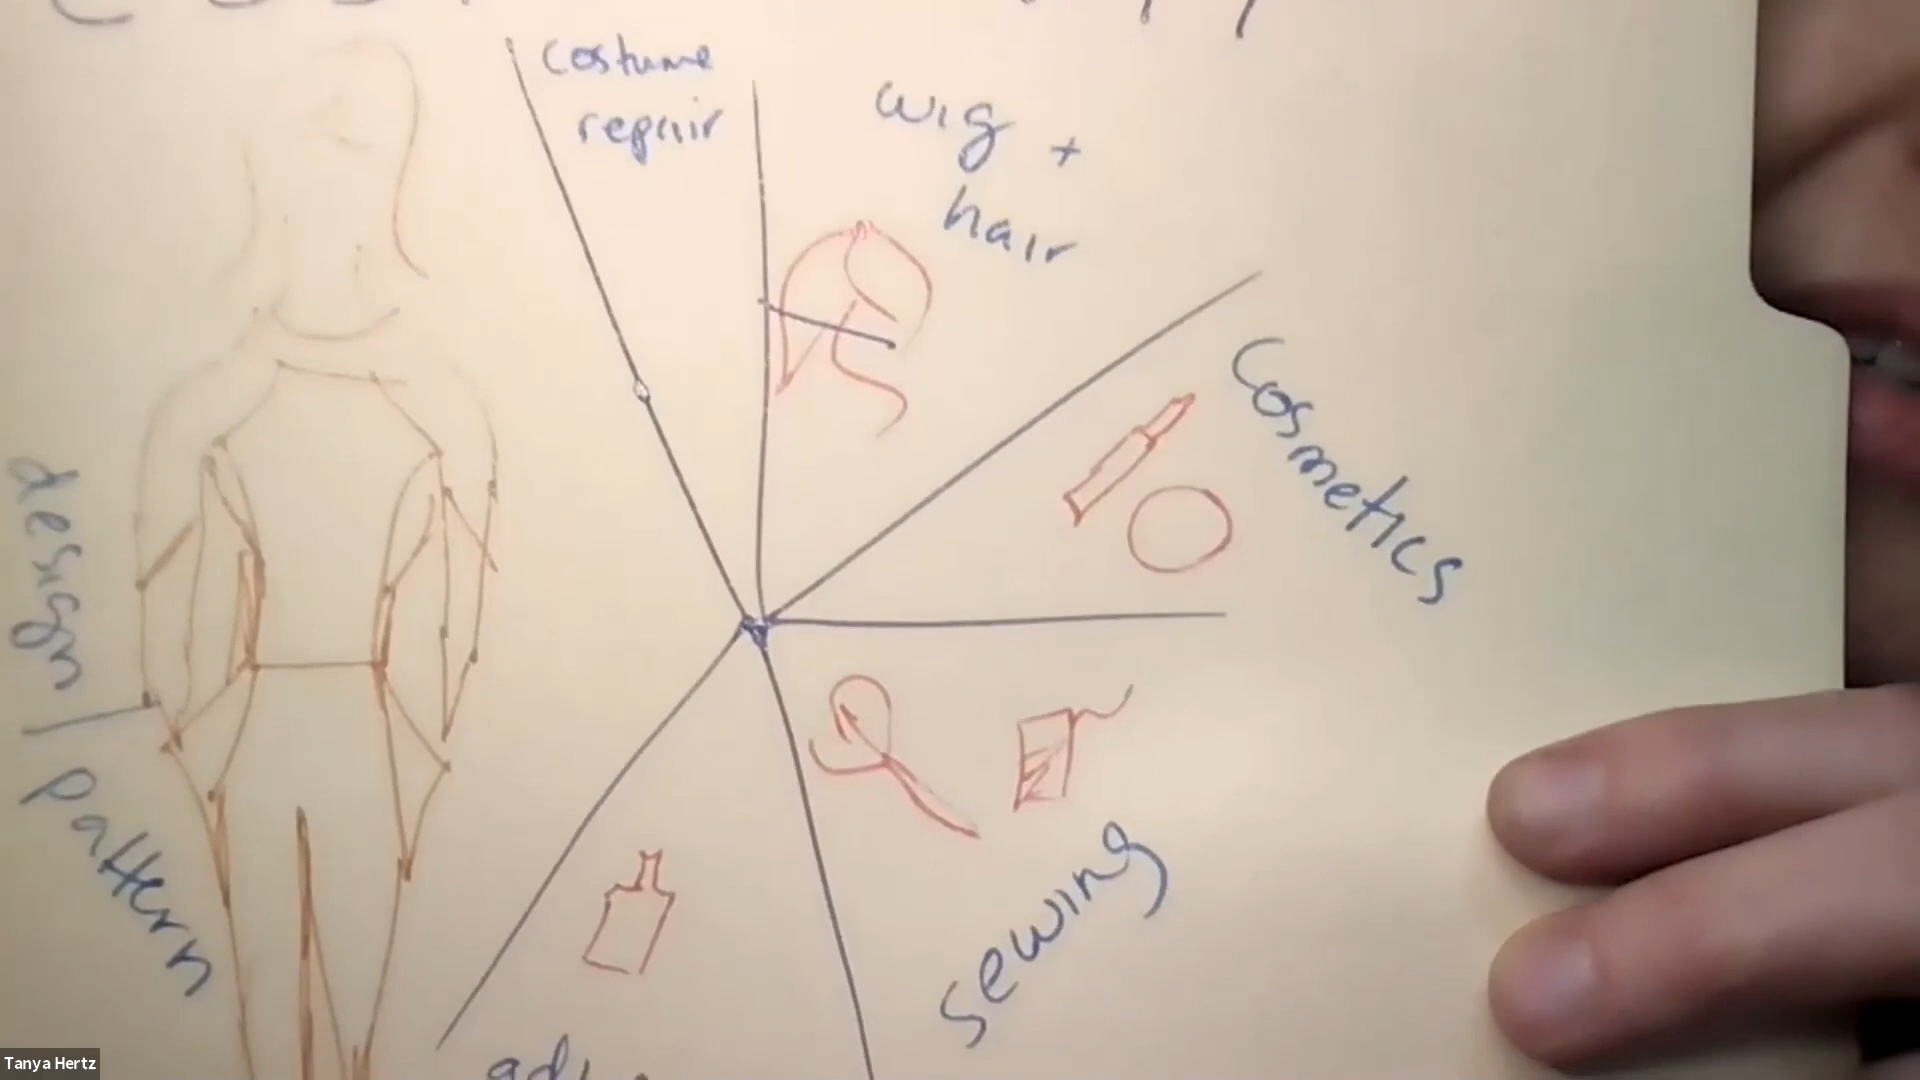 costume
repair
wig +
hair
Cosmetics
sewing
design / pattern
Tanya Hertz